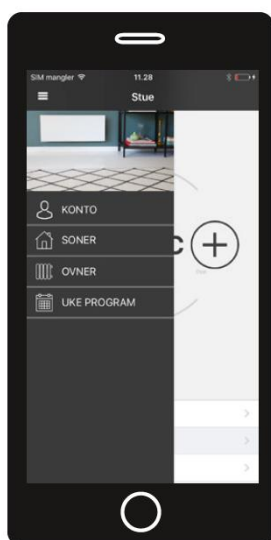 SIM mangler 11.28
Stue
KONTO
SONER
C +
OVNER
UKE PROGRAM